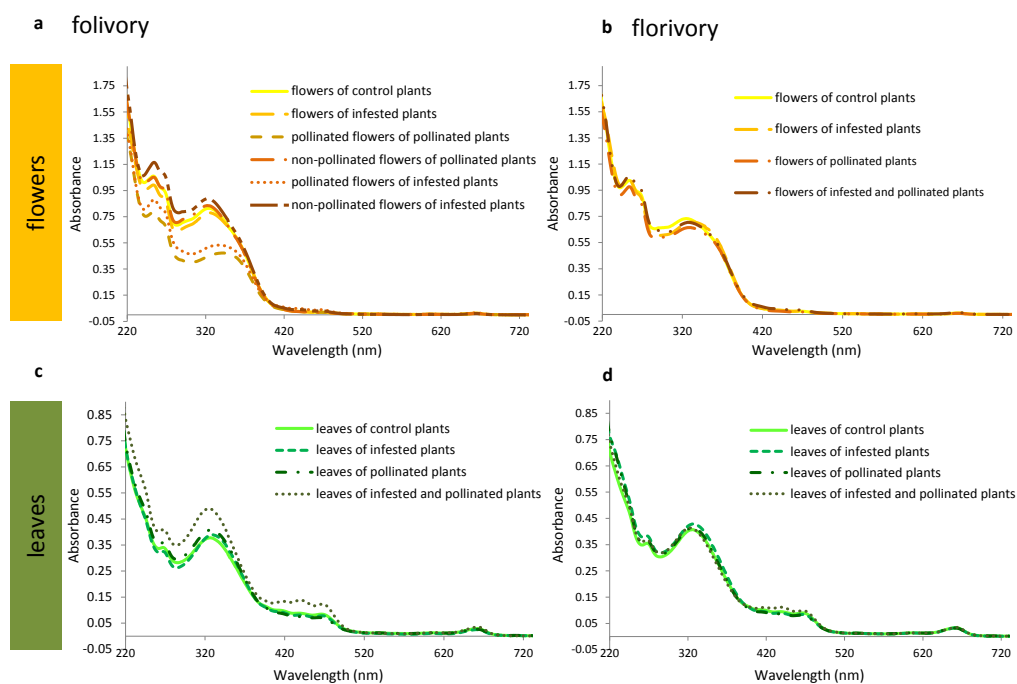 a folivory
b florivory
flowers
Absorbance
1.75
1.55
1.35
1.15
0.95
0.75
0.55
0.35
0.15
-0.05
220 320 420 520 620 720
Wavelength (nm)
flowers of control plants
flowers of infested plants
pollinated flowers of pollinated plants
non-pollinated flowers of pollinated plants
pollinated flowers of infested plants
non-pollinated flowers of infested plants
Absorbance
1.75
1.55
1.35
1.15
0.95
0.75
0.55
0.35
0.15
-0.05
220 320 420 520 620 720
Wavelength (nm)
flowers of control plants
flowers of infested plants
flowers of pollinated plants
flowers of infested and pollinated plants
c
d
leaves
Absorbance
0.85
0.75
0.65
0.55
0.45
0.35
0.25
0.15
0.05
-0.05
220 320 420 520 620 720
Wavelength (nm)
leaves of control plants
leaves of infested plants
leaves of pollinated plants
leaves of infested and pollinated plants
Absorbance
0.85
0.75
0.65
0.55
0.45
0.35
0.25
0.15
0.05
-0.05
220 320 420 520 620 720
Wavelength (nm)
leaves of control plants
leaves of infested plants
leaves of pollinated plants
leaves of infested and pollinated plants